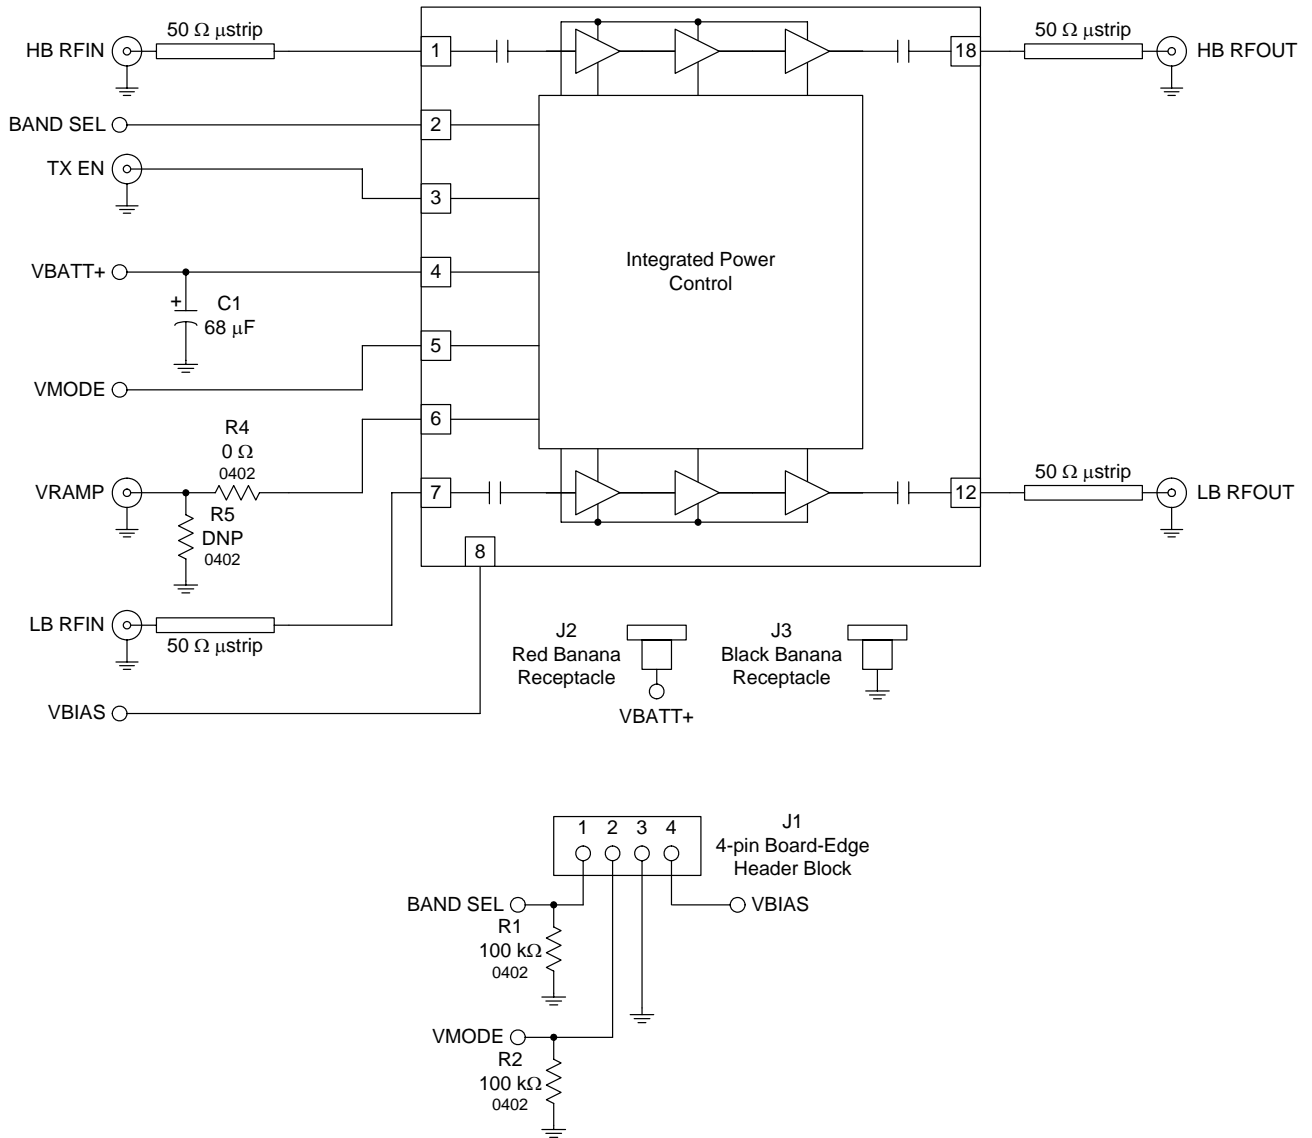 50 Ω μstrip
50 Ω μstrip
HB RFIN
1
18
HB RFOUT
BAND SEL
2
TX EN
3
Integrated Power
Control
VBATT+
4
+
C1
68 μF
5
VMODE
6
R4
0 Ω
0402
VRAMP
7
12
50 Ω μstrip
LB RFOUT
R5
DNP
0402
8
LB RFIN
50 Ω μstrip
J2
Red Banana
Receptacle
VBATT+
J3
Black Banana
Receptacle
VBIAS
1 2 3 4
J1
4-pin Board-Edge
Header Block
BAND SEL
VBIAS
R1
100 kΩ
0402
VMODE
R2
100 kΩ
0402